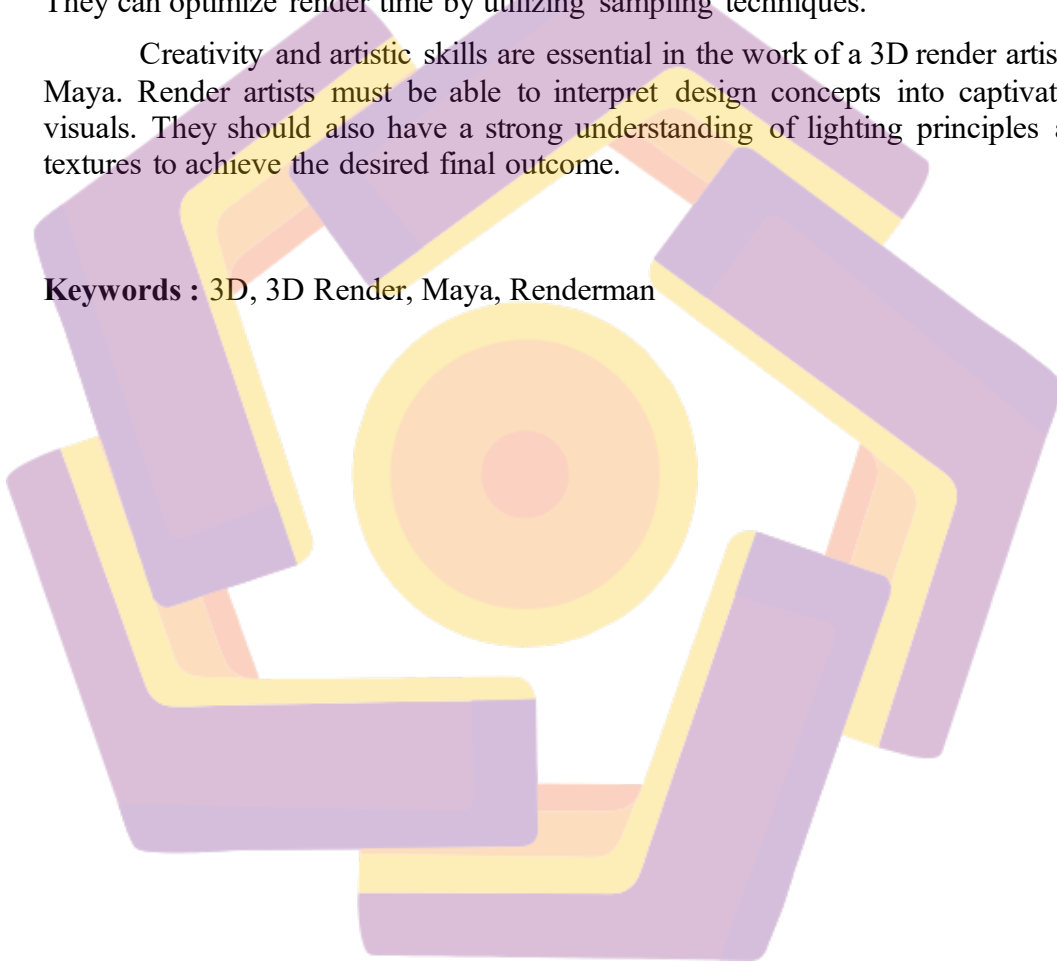 They can optimize render time by utilizing sampling techniques.
Creativity and artistic skills are essential in the work of a 3D render artis
Maya. Render artists must be able to interpret design concepts into captivat
visuals. They should also have a strong understanding of lighting principles a
textures to achieve the desired final outcome.
Keywords : 3D, 3D Render, Maya, Renderman